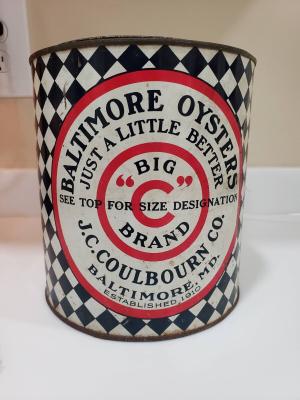 BALTIMORE OYSTERS
JUST A LITTLE BETTER
BIG
"C"
SEE TOP FOR SIZE DESIGNATION
BRAND
J.C. COULBOURN CO.
BALTIMORE, MD.
ESTABLISHED, 1910